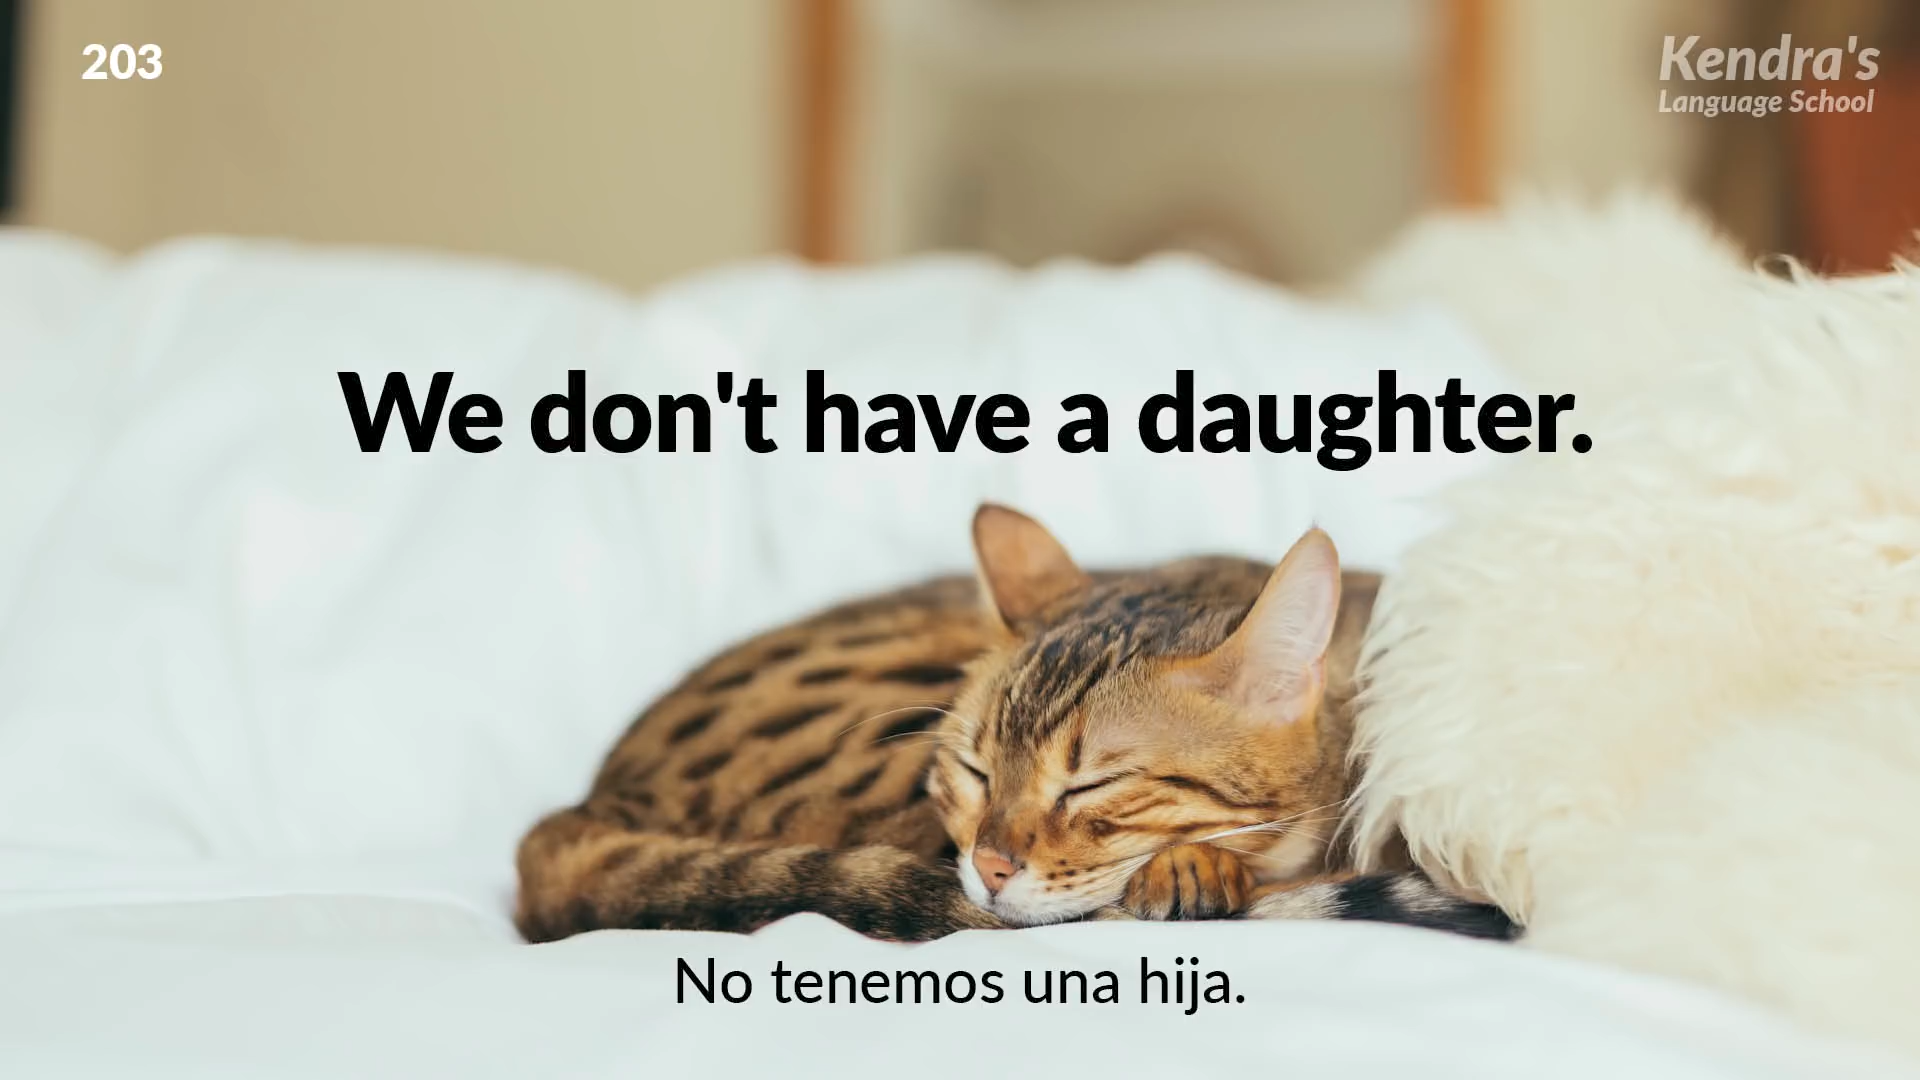 203
Kendra's
Language School
We don't have a daughter.
No tenemos una hija.